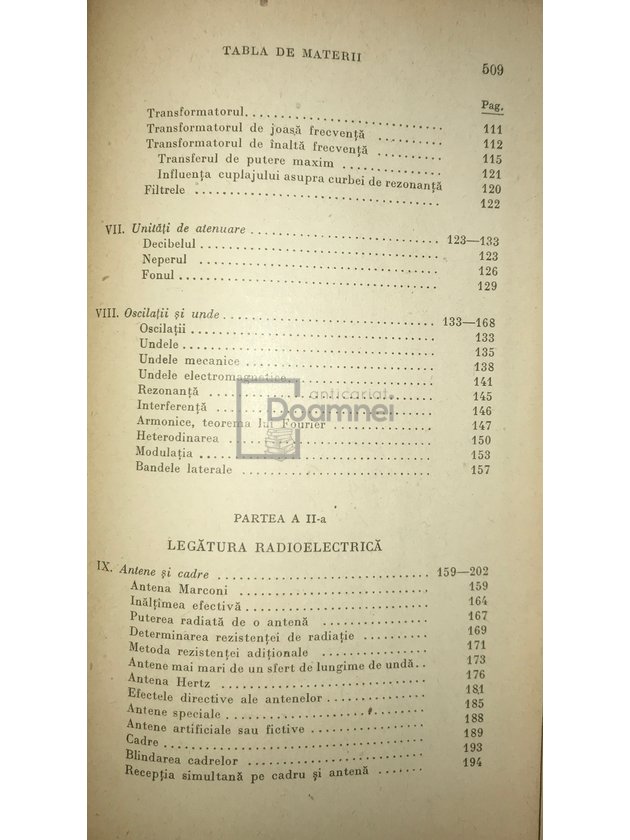 TABLA DE MATERII
509
Pag.
Transformatorul 111
Transformatorul de joasă frecvență 112
Transformatorul de înaltă frecvență 115
Transferul de putere maxim 121
Influența cuplajului asupra curbei de rezonanță 120
Filtrele 122
VII. Unități de atenuare 123—133
Decibelul 123
Neperul 126
Fonul 129
VIII. Oscilații și unde 133—168
Oscilații 133
Undele 135
Undele mecanice 138
Undele electromagnetice 141
Rezonanță 145
Interferență 146
Armonice, teorema lui Fourier 147
Heterodinarea 150
Modulația 153
Bandele laterale 157
anticariat
Doamnei
PARTEA A II-a
LEGĂTURA RADIOELECTRICĂ
IX. Antene și cadre 159—202
Antena Marconi 159
Inălțimea efectivă 164
Puterea radiată de o antenă 167
Determinarea rezistenței de radiație 169
Metoda rezistenței adiționale 171
Antene mai mari de un sfert de lungime de undă 173
Antena Hertz 176
Efectele directive ale antenelor 181
Antene speciale 185
Antene artificiale sau fictive 188
Cadre 189
Blindarea cadrelor 193
Recepția simultană pe cadru și antenă 194